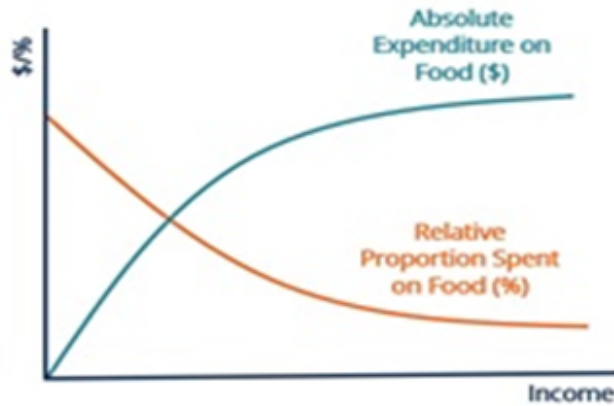 Absolute
Expenditure on
Food ($)
$/%
Relative
Proportion Spent
on Food (%)
Income